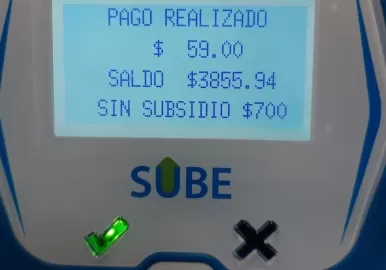 PAGO REALIZADO
$ 59.00
SALDO $3855.94
SIN SUBSIDIO $700
SUBE